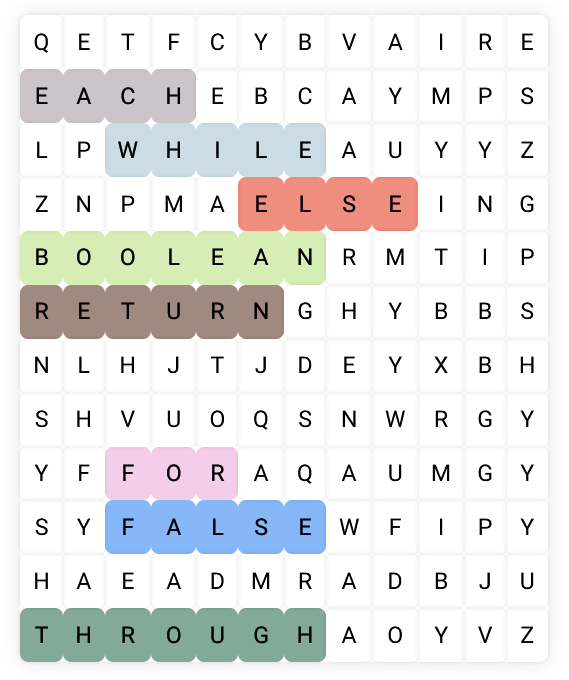 Q E T F C Y B V A I R E
E A C H E B C A Y M P S
L P W H I L E A U Y Y Z
Z N P M A E L S E I N G
B O O L E A N R M T I P
R E T U R N G H Y B B S
N L H J T J D E Y X B H
S H V U O Q S N W R G Y
Y F F O R A Q A U M G Y
S Y F A L S E W F I P Y
H A E A D M R A D B J U
T H R O U G H A O Y V Z